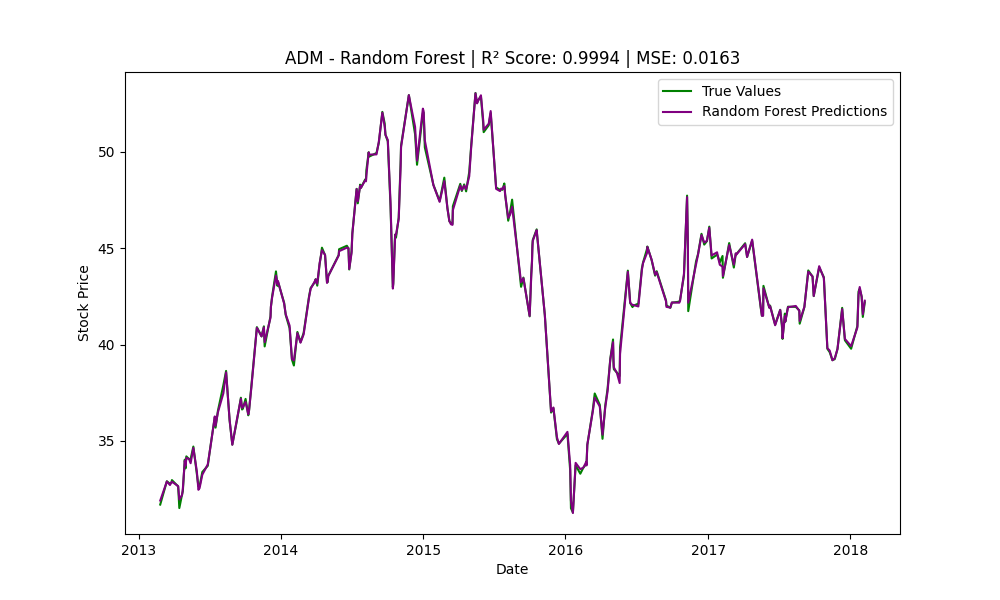 ADM - Random Forest | R² Score: 0.9994 | MSE: 0.0163
True Values
Random Forest Predictions
Stock Price
50
45
40
35
2013
2014
2015
2016
2017
2018
Date